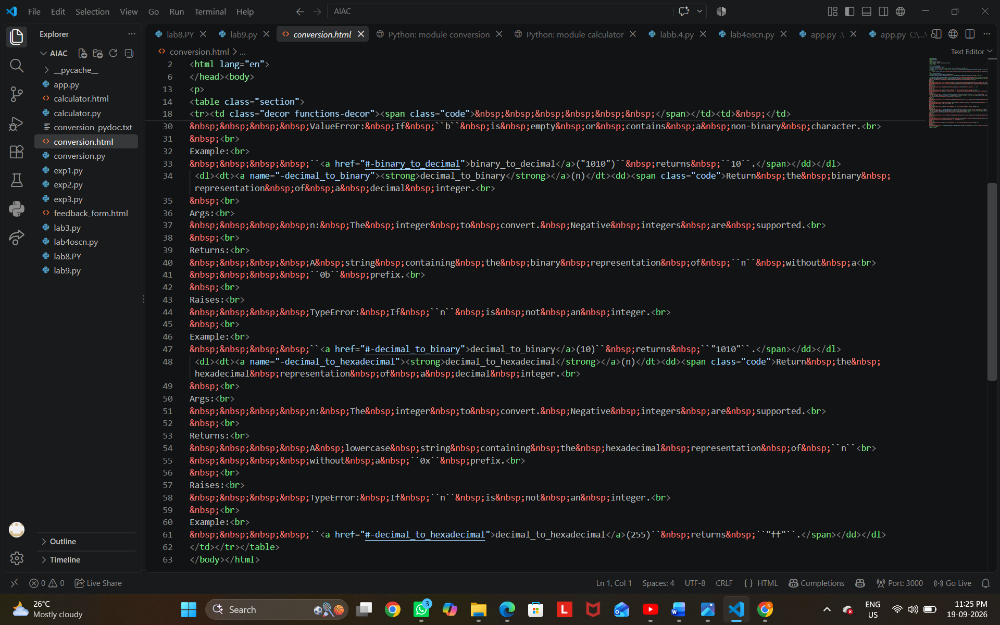 File Edit Selection View Go Run Terminal Help
AIAC
Explorer
AIAC
__pycache__
app.py
calculator.html
calculator.py
conversion_pydoc.txt
conversion.html
conversion.py
exp1.py
exp2.py
exp3.py
feedback_form.html
lab3.py
lab4oscn.py
lab8.PY
lab9.py
Outline
Timeline
lab8.PY lab9.py conversion.html Python: module conversion Python: module calculator labb.4.py lab4oscn.py app.py .\ app.py C:\...\
conversion.html > ...
Text Editor
2 <html lang="en">
6 </head><body>
13 <p>
14 <table class="section">
18 <tr><td class="decor functions-decor"><span class="code">&nbsp;&nbsp;&nbsp;&nbsp;&nbsp;&nbsp;</span></td><td>&nbsp;</td>
30 &nbsp;&nbsp;&nbsp;&nbsp;ValueError:&nbsp;If&nbsp;``b``&nbsp;is&nbsp;empty&nbsp;or&nbsp;contains&nbsp;a&nbsp;non-binary&nbsp;character.<br>
31 &nbsp;<br>
32 Example:<br>
33 &nbsp;&nbsp;&nbsp;&nbsp;``<a href="#-binary_to_decimal">binary_to_decimal</a>("1010")``&nbsp;returns&nbsp;``10``.</span></dd></dl>
34 <dl><dt><a name="-decimal_to_binary"><strong>decimal_to_binary</strong></a>(n)</dt><dd><span class="code">Return&nbsp;the&nbsp;binary&nbsp;
representation&nbsp;of&nbsp;a&nbsp;decimal&nbsp;integer.<br>
35 &nbsp;<br>
36 Args:<br>
37 &nbsp;&nbsp;&nbsp;&nbsp;n:&nbsp;The&nbsp;integer&nbsp;to&nbsp;convert.&nbsp;Negative&nbsp;integers&nbsp;are&nbsp;supported.<br>
38 &nbsp;<br>
39 Returns:<br>
40 &nbsp;&nbsp;&nbsp;&nbsp;A&nbsp;string&nbsp;containing&nbsp;the&nbsp;binary&nbsp;representation&nbsp;of&nbsp;``n``&nbsp;without&nbsp;a<br>
41 &nbsp;&nbsp;&nbsp;&nbsp;``0b``&nbsp;prefix.<br>
42 &nbsp;<br>
43 Raises:<br>
44 &nbsp;&nbsp;&nbsp;&nbsp;TypeError:&nbsp;If&nbsp;``n``&nbsp;is&nbsp;not&nbsp;an&nbsp;integer.<br>
45 &nbsp;<br>
46 Example:<br>
47 &nbsp;&nbsp;&nbsp;&nbsp;``<a href="#-decimal_to_binary">decimal_to_binary</a>(10)``&nbsp;returns&nbsp;``"1010"``.</span></dd></dl>
48 <dl><dt><a name="-decimal_to_hexadecimal"><strong>decimal_to_hexadecimal</strong></a>(n)</dt><dd><span class="code">Return&nbsp;the&nbsp;
hexadecimal&nbsp;representation&nbsp;of&nbsp;a&nbsp;decimal&nbsp;integer.<br>
49 &nbsp;<br>
50 Args:<br>
51 &nbsp;&nbsp;&nbsp;&nbsp;n:&nbsp;The&nbsp;integer&nbsp;to&nbsp;convert.&nbsp;Negative&nbsp;integers&nbsp;are&nbsp;supported.<br>
52 &nbsp;<br>
53 Returns:<br>
54 &nbsp;&nbsp;&nbsp;&nbsp;A&nbsp;lowercase&nbsp;string&nbsp;containing&nbsp;the&nbsp;hexadecimal&nbsp;representation&nbsp;of&nbsp;``n``<br>
55 &nbsp;&nbsp;&nbsp;&nbsp;without&nbsp;a&nbsp;``0x``&nbsp;prefix.<br>
56 &nbsp;<br>
57 Raises:<br>
58 &nbsp;&nbsp;&nbsp;&nbsp;TypeError:&nbsp;If&nbsp;``n``&nbsp;is&nbsp;not&nbsp;an&nbsp;integer.<br>
59 &nbsp;<br>
60 Example:<br>
61 &nbsp;&nbsp;&nbsp;&nbsp;``<a href="#-decimal_to_hexadecimal">decimal_to_hexadecimal</a>(255)``&nbsp;returns&nbsp;``"ff"``.</span></dd></dl>
62 </td></tr></table>
63 </body></html>
0 0 Live Share
Ln 1, Col 1 Spaces: 4 UTF-8 CRLF { } HTML Completions Port: 3000 Go Live
26°C
Mostly cloudy
Search
3
ENG
US
11:25 PM
19-09-2026